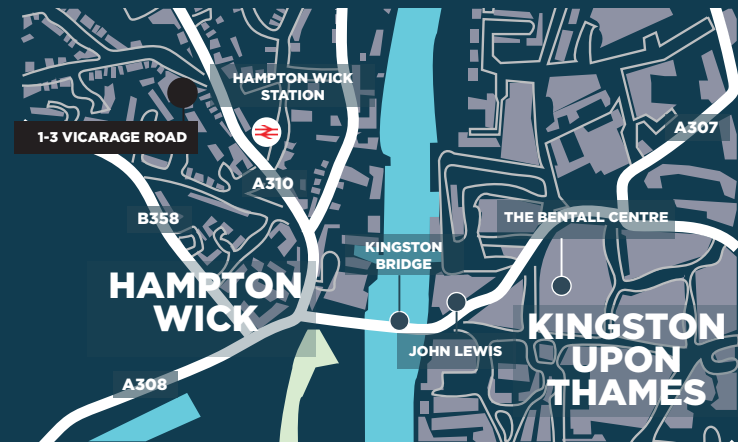 HAMPTON WICK
STATION
A307
1-3 VICARAGE ROAD
A310
B358
THE BENTALL CENTRE
KINGSTON
BRIDGE
HAMPTON
WICK
KINGSTON
UPON
THAMES
JOHN LEWIS
A308